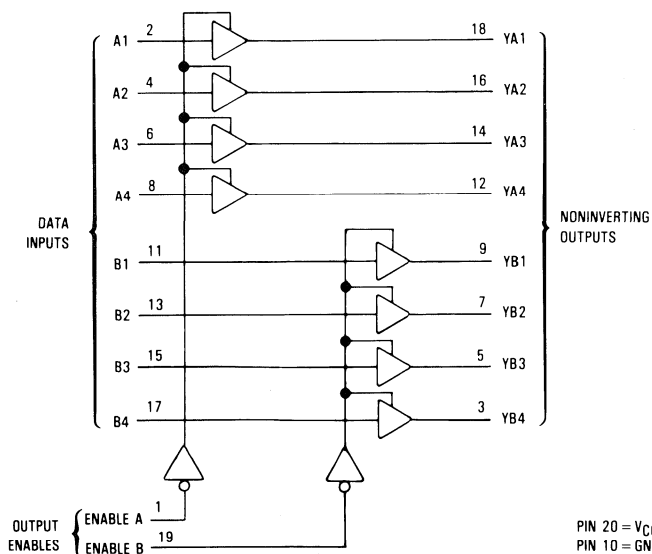 A1 2 18 YA1
A2 4 16 YA2
A3 6 14 YA3
A4 8 12 YA4
DATA INPUTS
NONINVERTING OUTPUTS
B1 11 9 YB1
B2 13 7 YB2
B3 15 5 YB3
B4 17 3 YB4
OUTPUT ENABLES
ENABLE A 1
ENABLE B 19
PIN 20 = VC
PIN 10 = GN